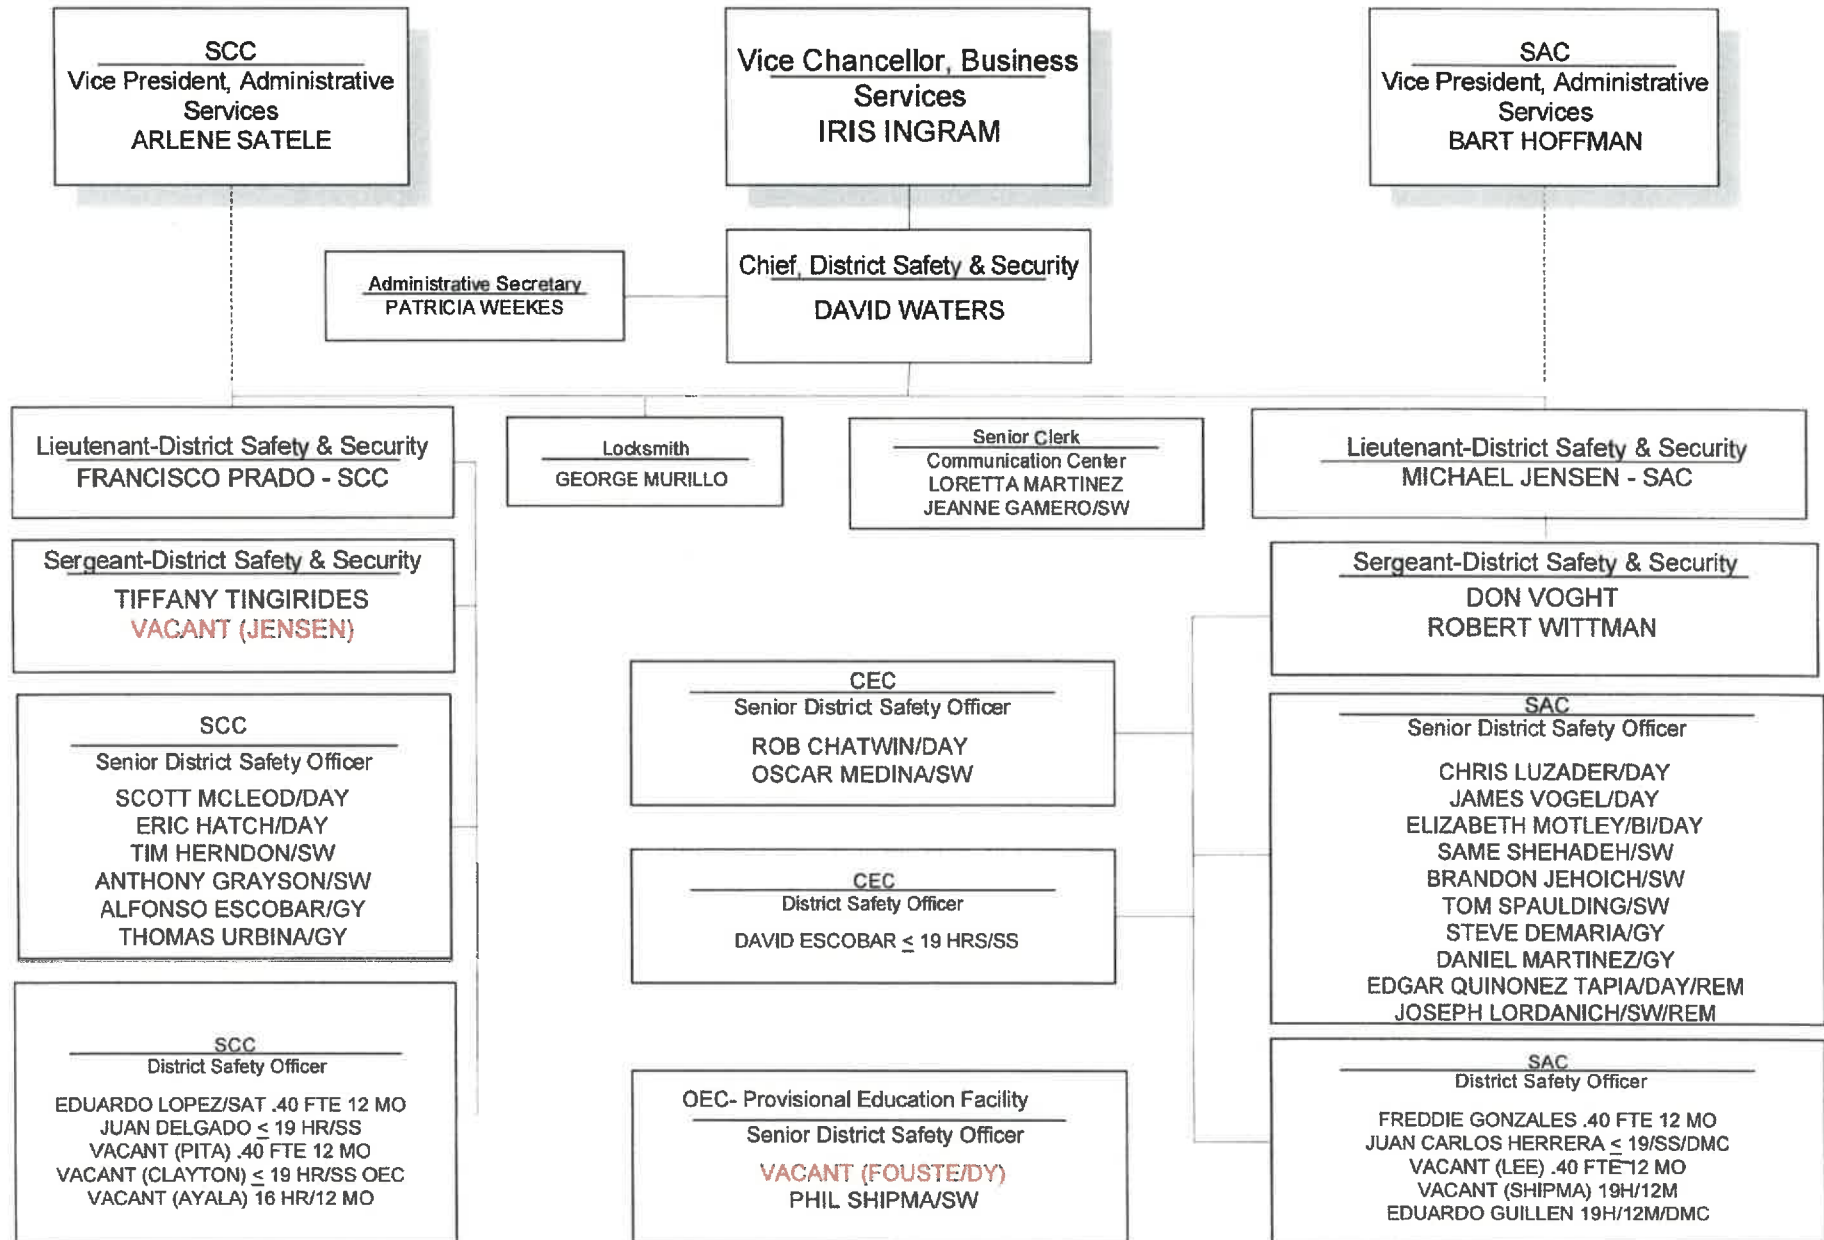 SCC
Vice President, Administrative
Services
ARLENE SATELE
Vice Chancellor, Business
Services
IRIS INGRAM
SAC
Vice President, Administrative
Services
BART HOFFMAN
Administrative Secretary
PATRICIA WEEKES
Chief, District Safety & Security
DAVID WATERS
Lieutenant-District Safety & Security
FRANCISCO PRADO - SCC
Locksmith
GEORGE MURILLO
Senior Clerk
Communication Center
LORETTA MARTINEZ
JEANNE GAMERO/SW
Lieutenant-District Safety & Security
MICHAEL JENSEN - SAC
Sergeant-District Safety & Security
TIFFANY TINGIRIDES
VACANT (JENSEN)
Sergeant-District Safety & Security
DON VOGHT
ROBERT WITTMAN
SCC
Senior District Safety Officer
SCOTT MCLEOD/DAY
ERIC HATCH/DAY
TIM HERNDON/SW
ANTHONY GRAYSON/SW
ALFONSO ESCOBAR/GY
THOMAS URBINA/GY
CEC
Senior District Safety Officer
ROB CHATWIN/DAY
OSCAR MEDINA/SW
CEC
District Safety Officer
DAVID ESCOBAR ≤ 19 HRS/SS
SAC
Senior District Safety Officer
CHRIS LUZADER/DAY
JAMES VOGEL/DAY
ELIZABETH MOTLEY/BI/DAY
SAME SHEHADEH/SW
BRANDON JEHOICH/SW
TOM SPAULDING/SW
STEVE DEMARIA/GY
DANIEL MARTINEZ/GY
EDGAR QUINONEZ TAPIA/DAY/REM
JOSEPH LORDANICH/SW/REM
SCC
District Safety Officer
EDUARDO LOPEZ/SAT .40 FTE 12 MO
JUAN DELGADO ≤ 19 HR/SS
VACANT (PITA) .40 FTE 12 MO
VACANT (CLAYTON) ≤ 19 HR/SS OEC
VACANT (AYALA) 16 HR/12 MO
OEC- Provisional Education Facility
Senior District Safety Officer
VACANT (FOUSTE/DY)
PHIL SHIPMA/SW
SAC
District Safety Officer
FREDDIE GONZALES .40 FTE 12 MO
JUAN CARLOS HERRERA ≤ 19/SS/DMC
VACANT (LEE) .40 FTE 12 MO
VACANT (SHIPMA) 19H/12M
EDUARDO GUILLEN 19H/12M/DMC